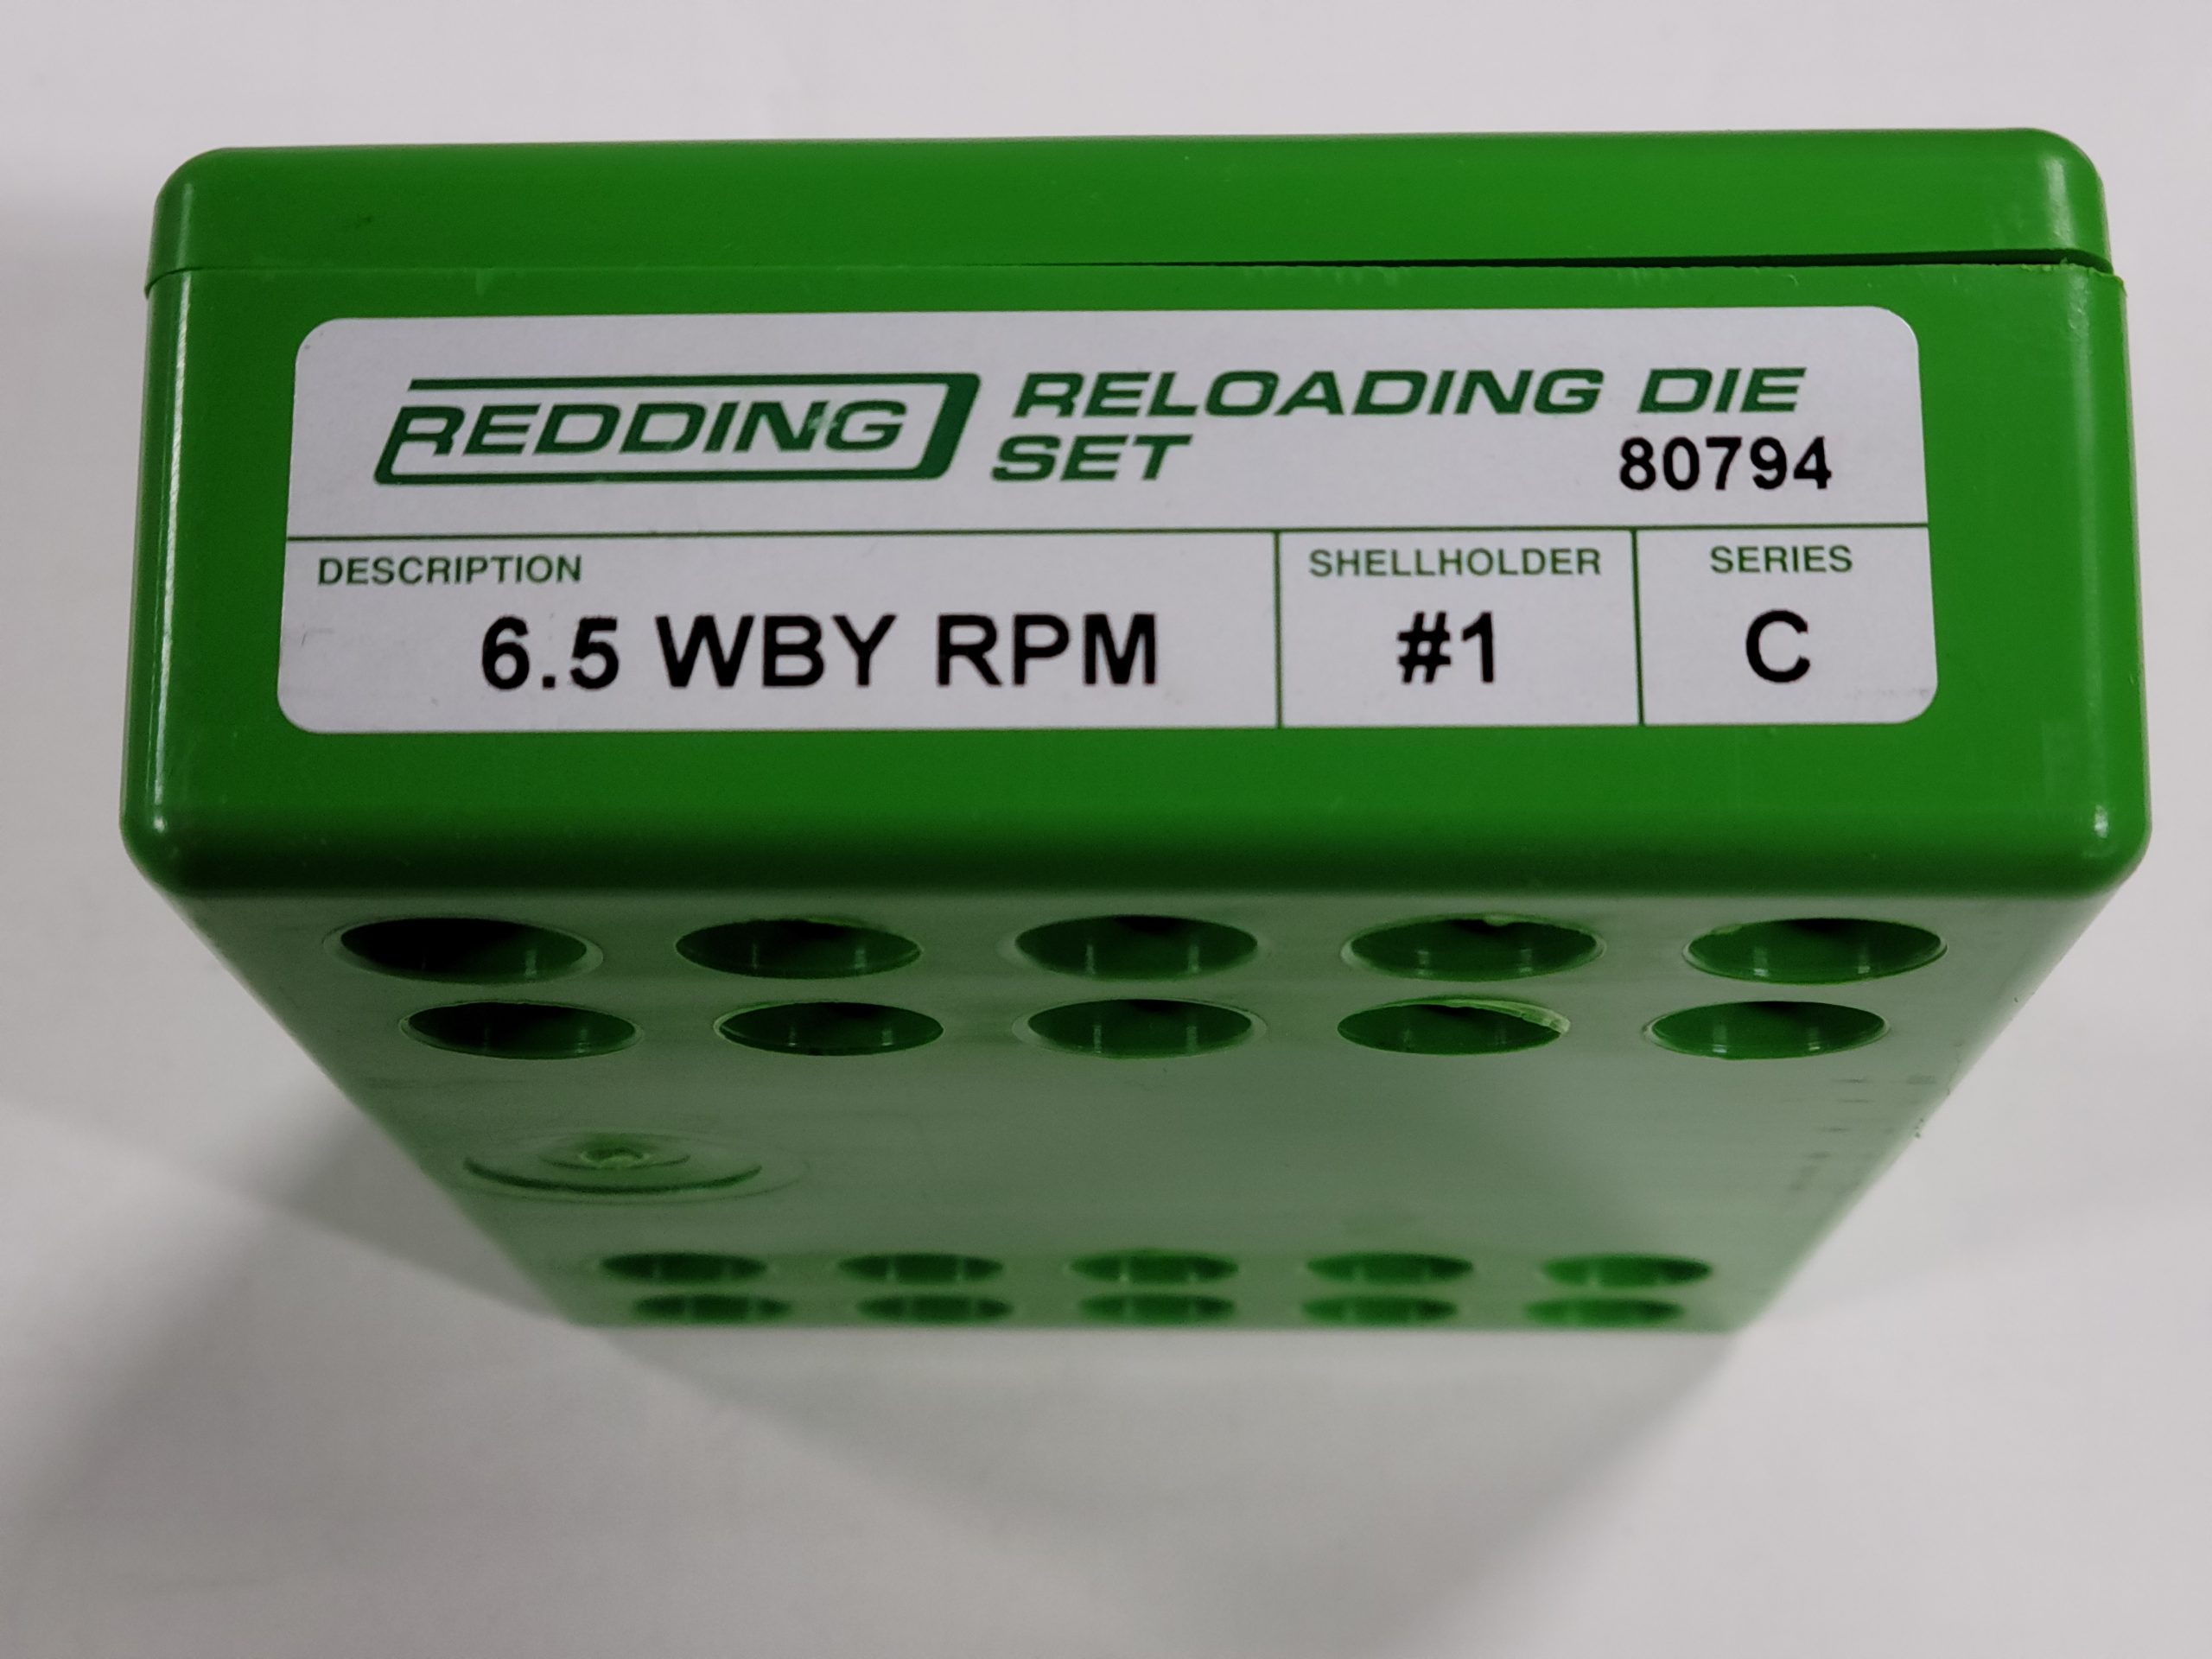 REDDING RELOADING DIE
SET
80794
DESCRIPTION
SHELLHOLDER
SERIES
6.5 WBY RPM
#1
C